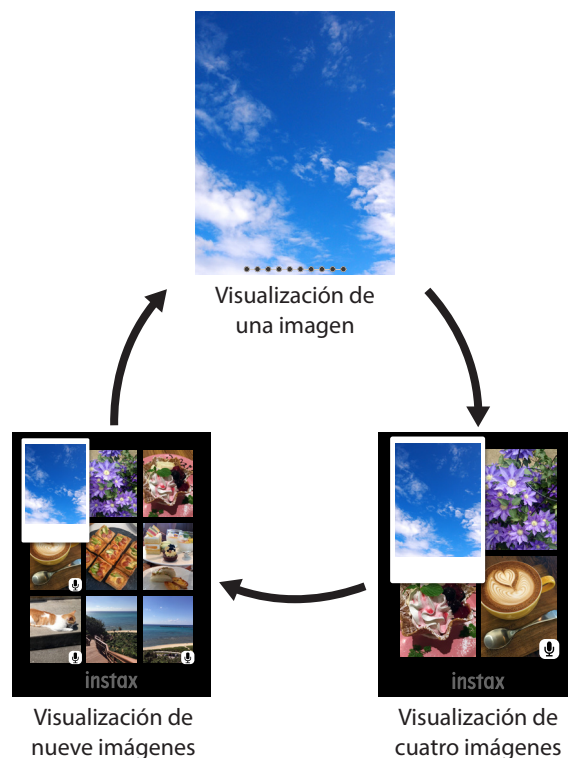 Visualización de
una imagen
instax
instax
Visualización de
nueve imágenes
Visualización de
cuatro imágenes